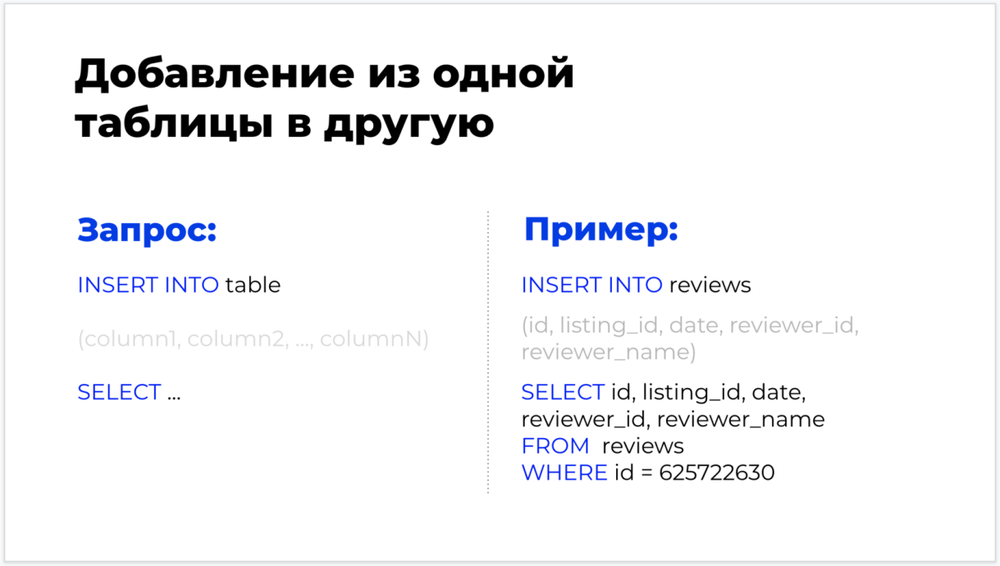 Добавление из одной
таблицы в другую
Запрос:
INSERT INTO table
(column1, column2, ..., columnN)
SELECT ...
Пример:
INSERT INTO reviews
(id, listing_id, date, reviewer_id,
reviewer_name)
SELECT id, listing_id, date,
reviewer_id, reviewer_name
FROM  reviews
WHERE id = 625722630